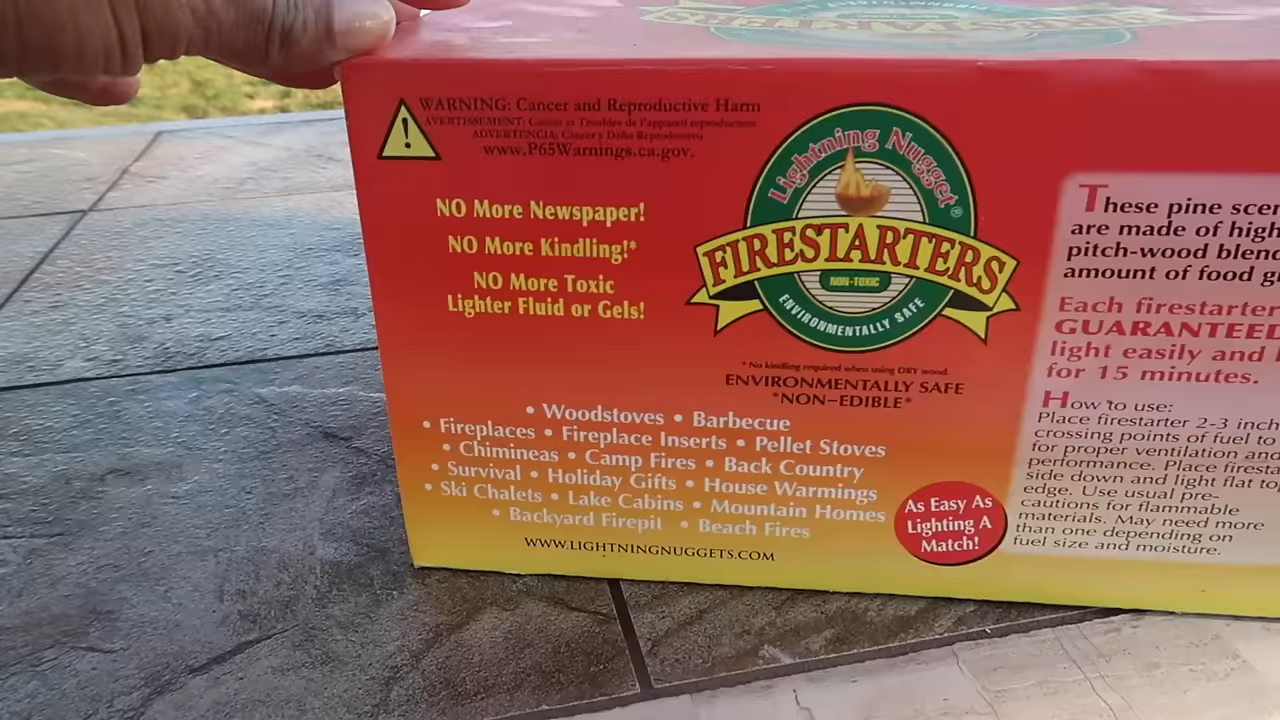 WARNING: Cancer and Reproductive Harm
AVERTISSEMENT: Cancer et Troubles de l'appareil reproducteur
ADVERTENCIA: Cancer y Daño Reproductivo
www.P65Warnings.ca.gov.
NO More Newspaper!
NO More Kindling!*
NO More Toxic
Lighter Fluid or Gels!
Lightning Nugget®
FIRESTARTERS
NON-TOXIC
ENVIRONMENTALLY SAFE
* No kindling required when using DRY wood.
ENVIRONMENTALLY SAFE
*NON-EDIBLE*
• Woodstoves • Barbecue
• Fireplaces • Fireplace Inserts • Pellet Stoves
• Chimineas • Camp Fires • Back Country
• Survival • Holiday Gifts • House Warmings
• Ski Chalets • Lake Cabins • Mountain Homes
• Backyard Firepit • Beach Fires
WWW.LIGHTNINGNUGGETS.COM
As Easy As
Lighting A
Match!
These pine scen
are made of high
pitch-wood blend
amount of food g
Each firestarter
GUARANTEED
light easily and
for 15 minutes.
How to use:
Place firestarter 2-3 inch
crossing points of fuel to
for proper ventilation and
performance. Place firesta
side down and light flat top
edge. Use usual pre-
cautions for flammable
materials. May need more
than one depending on
fuel size and moisture.